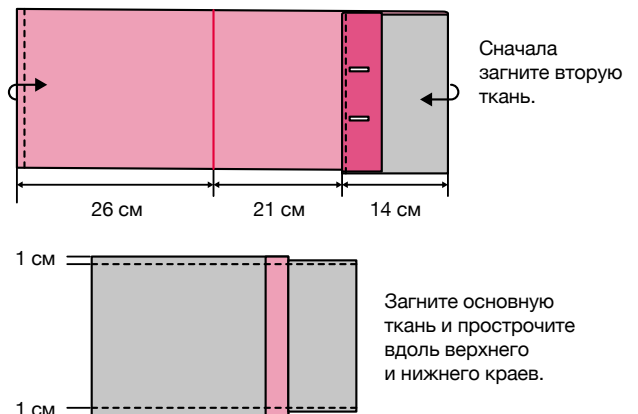 Сначала
загните вторую
ткань.
26 см
21 см
14 см
1 см
Загните основную
ткань и прострочите
вдоль верхнего
и нижнего краев.
1 см